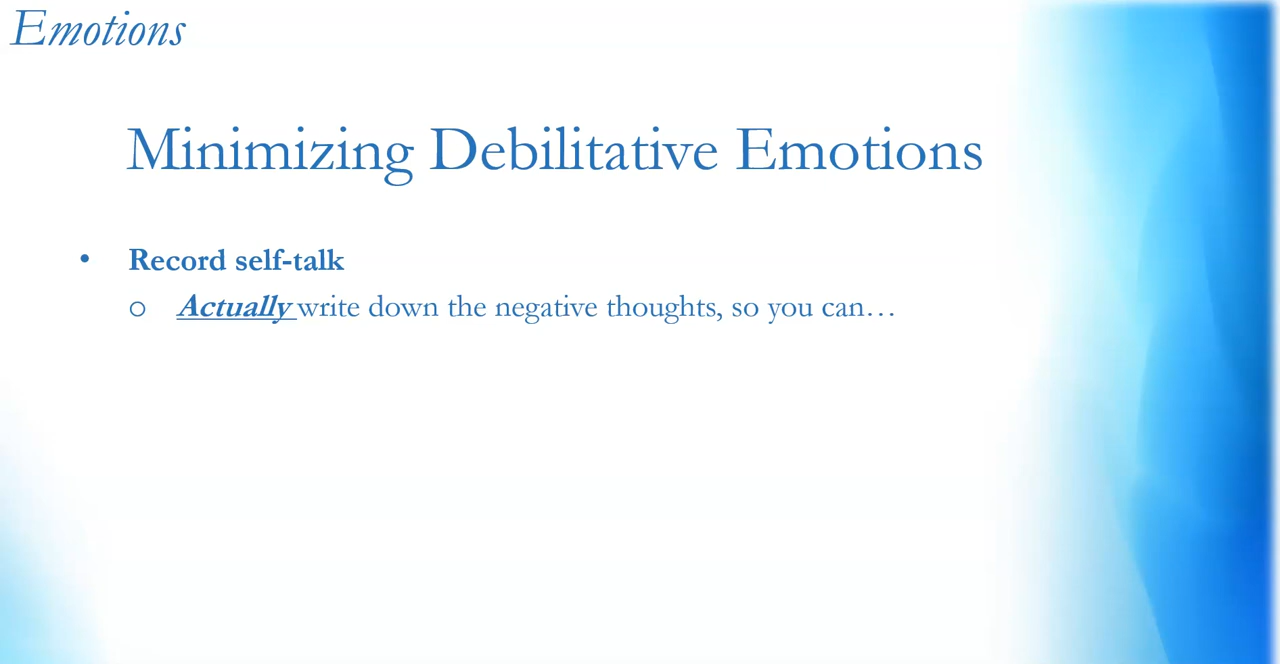 Emotions
Minimizing Debilitative Emotions
• Record self-talk
o Actually write down the negative thoughts, so you can…